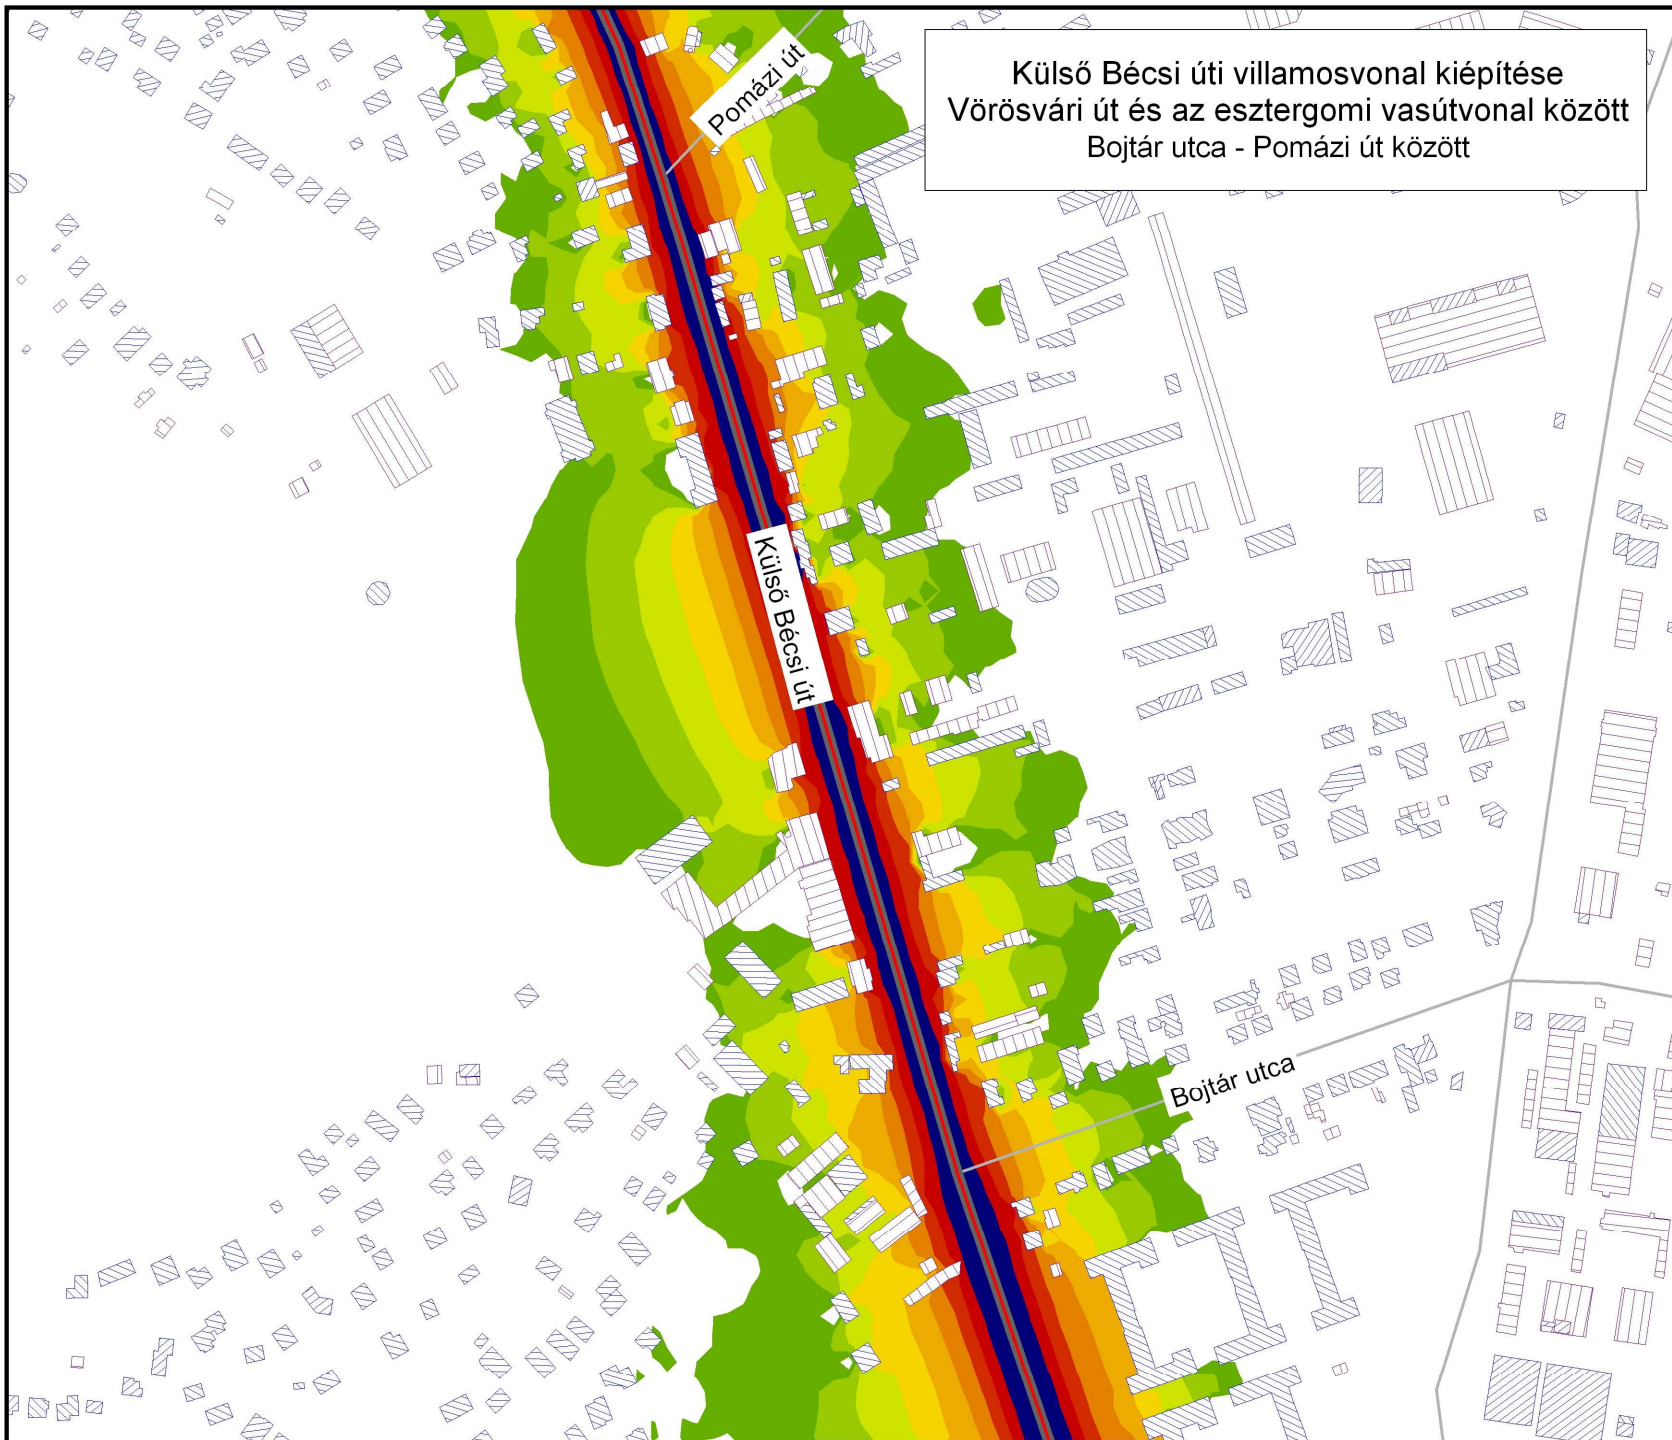 Külső Bécsi úti villamosvonal kiépítése
Vörösvári út és az esztergomi vasútvonal között
Bojtár utca - Pomázi út között
Pomázi út
Külső Bécsi út
Bojtár utca